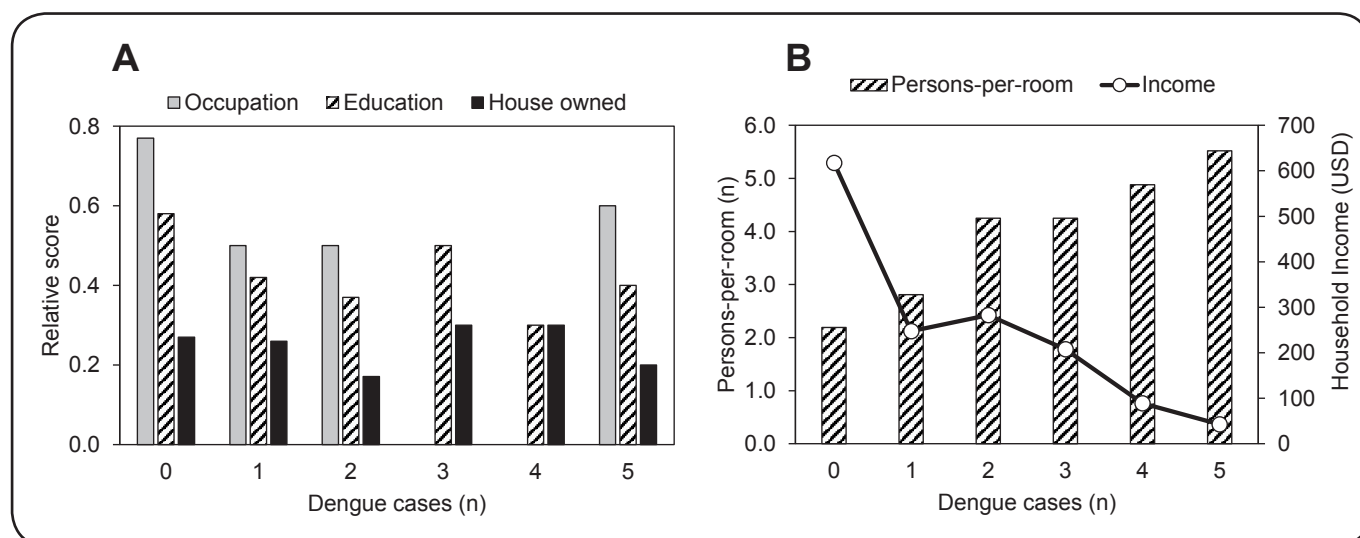 A
Occupation Education House owned
Relative score
0.8
0.6
0.4
0.2
0.0
0 1 2 3 4 5
Dengue cases (n)
B
Persons-per-room Income
Persons-per-room (n)
6.0
5.0
4.0
3.0
2.0
1.0
0.0
700
600
500
400
300
200
100
0
Household Income (USD)
0 1 2 3 4 5
Dengue cases (n)